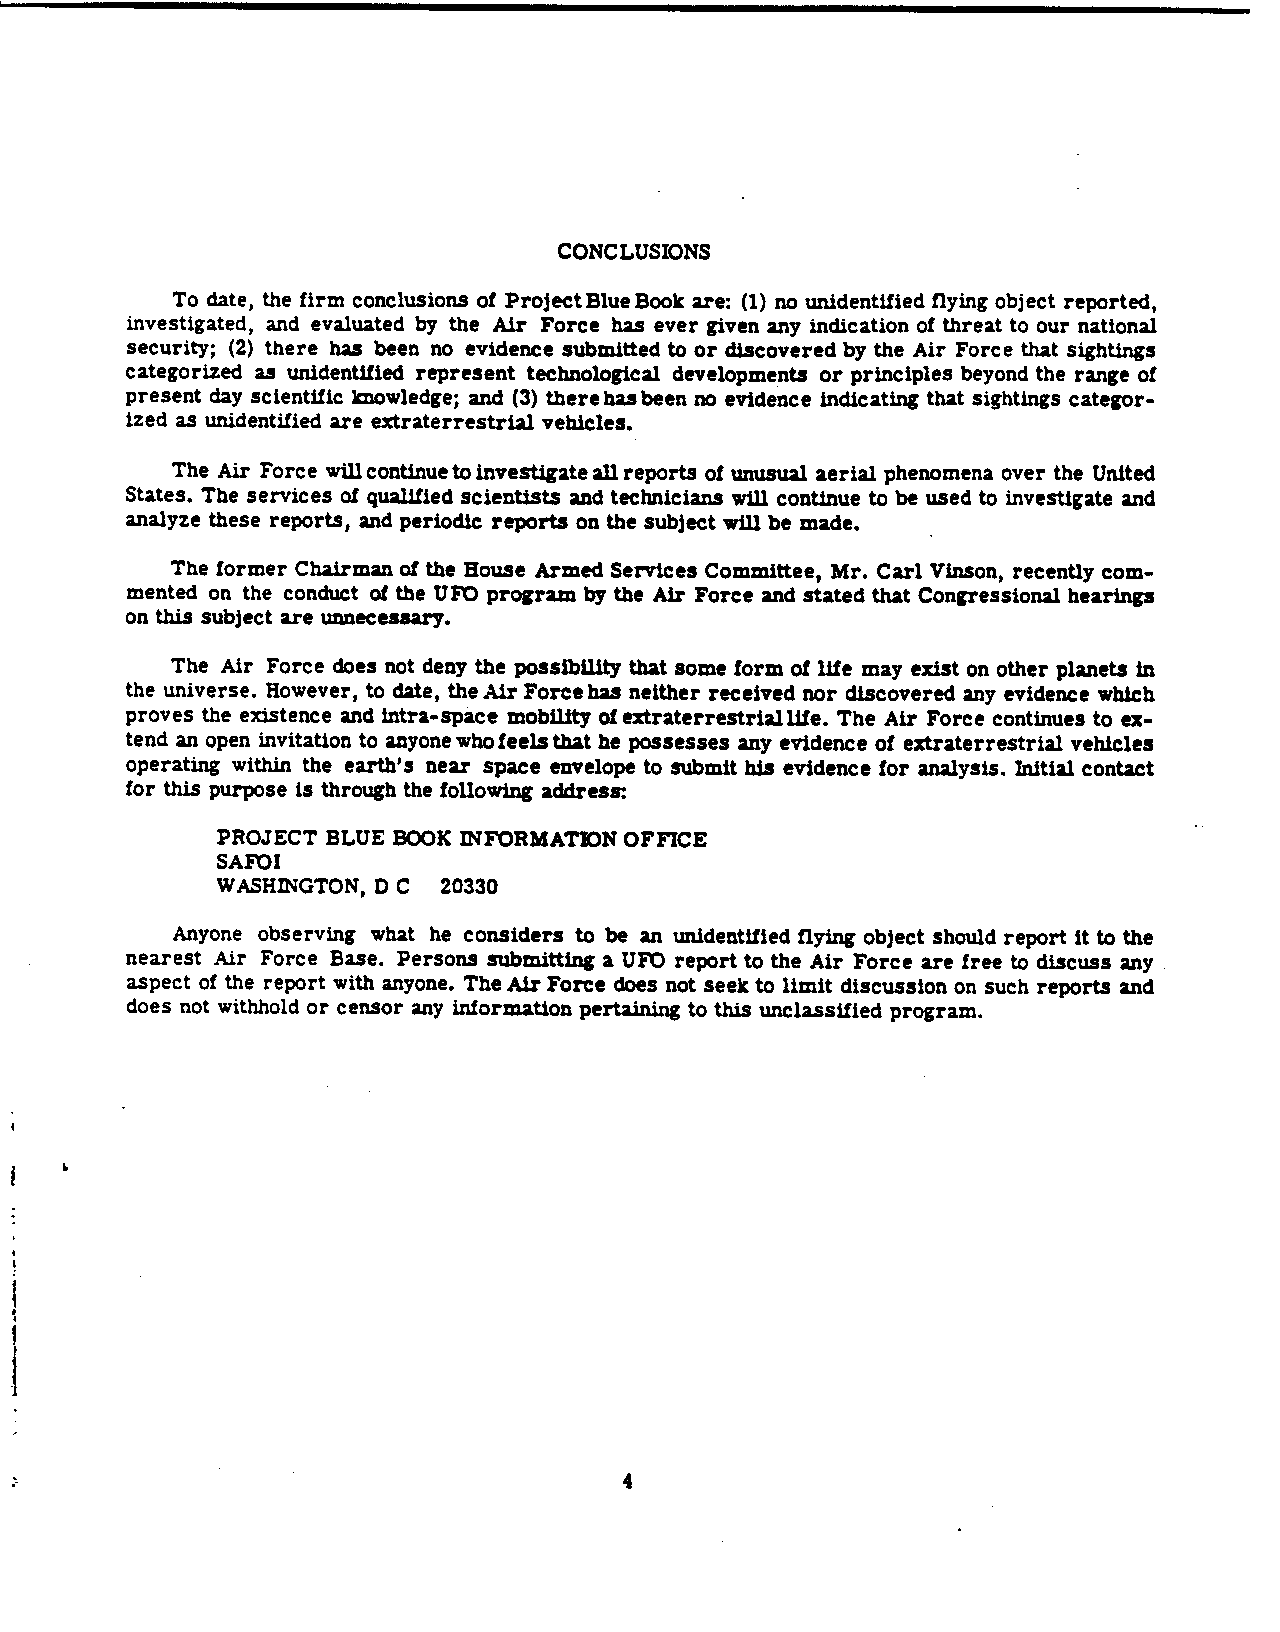 CONCLUSIONS
To date, the firm conclusions of Project Blue Book are: (1) no unidentified flying object reported,
investigated, and evaluated by the Air Force has ever given any indication of threat to our national
security; (2) there has been no evidence submitted to or discovered by the Air Force that sightings
categorized as unidentified represent technological developments or principles beyond the range of
present day scientific knowledge; and (3) there has been no evidence indicating that sightings categor-
ized as unidentified are extraterrestrial vehicles.
The Air Force will continue to investigate all reports of unusual aerial phenomena over the United
States. The services of qualified scientists and technicians will continue to be used to investigate and
analyze these reports, and periodic reports on the subject will be made.
The former Chairman of the House Armed Services Committee, Mr. Carl Vinson, recently com-
mented on the conduct of the UFO program by the Air Force and stated that Congressional hearings
on this subject are unnecessary.
The Air Force does not deny the possibility that some form of life may exist on other planets in
the universe. However, to date, the Air Force has neither received nor discovered any evidence which
proves the existence and intra-space mobility of extraterrestrial life. The Air Force continues to ex-
tend an open invitation to anyone who feels that he possesses any evidence of extraterrestrial vehicles
operating within the earth's near space envelope to submit his evidence for analysis. Initial contact
for this purpose is through the following address:
PROJECT BLUE BOOK INFORMATION OFFICE
SAFOI
WASHINGTON, D C 20330
Anyone observing what he considers to be an unidentified flying object should report it to the
nearest Air Force Base. Persons submitting a UFO report to the Air Force are free to discuss any
aspect of the report with anyone. The Air Force does not seek to limit discussion on such reports and
does not withhold or censor any information pertaining to this unclassified program.
4